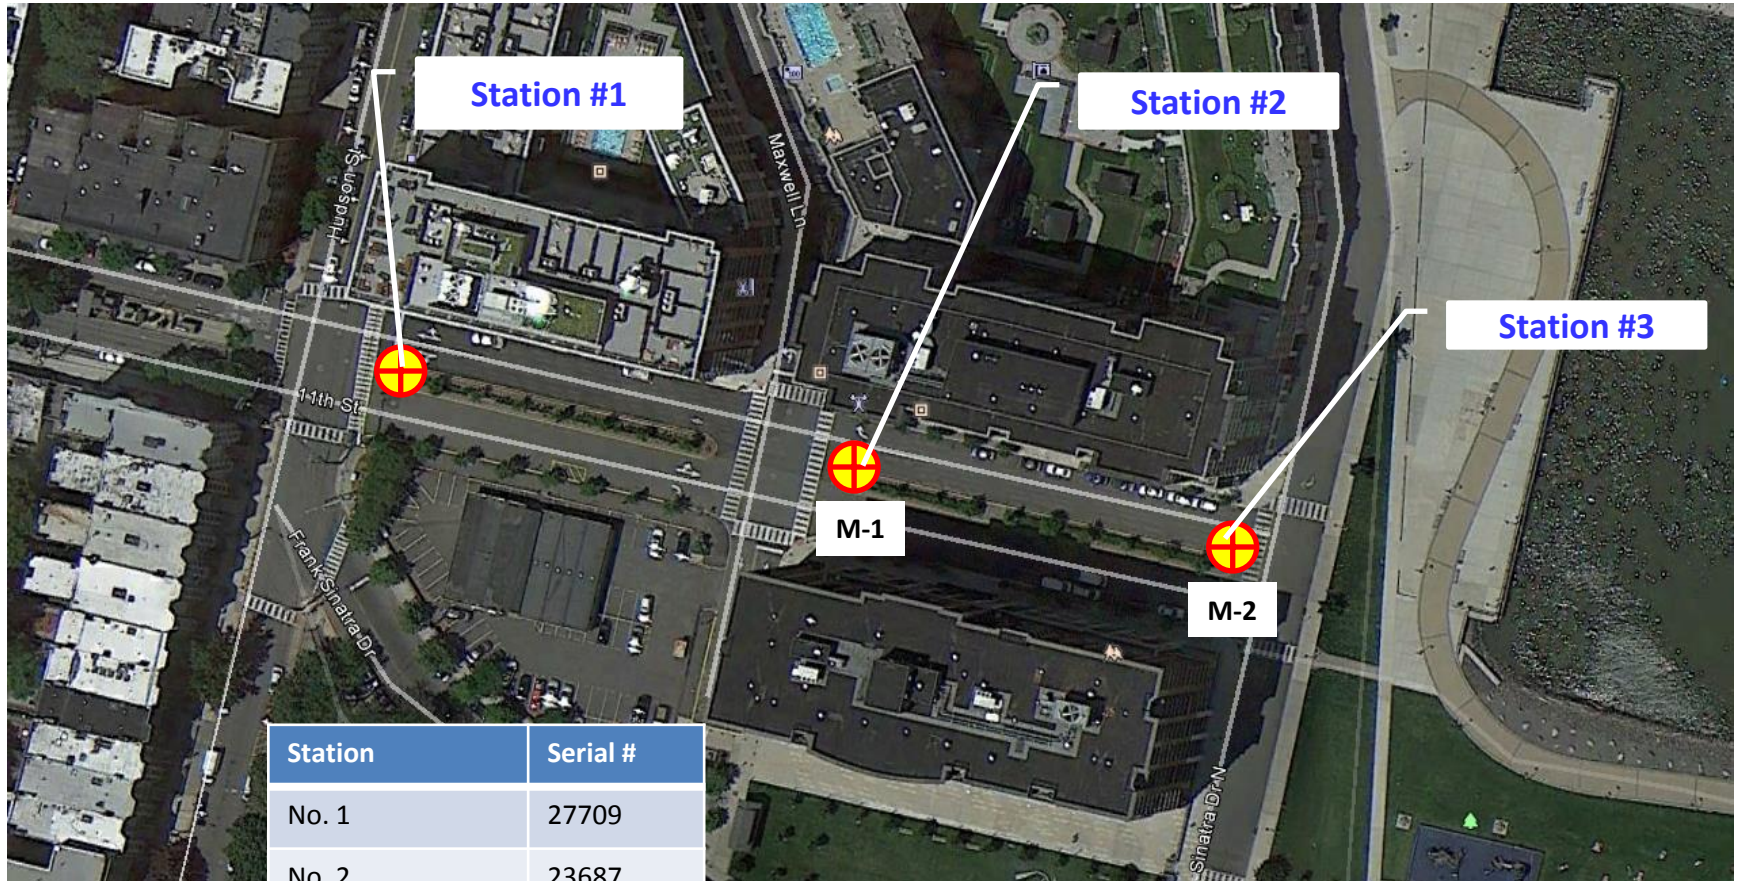 Station #1
Station #2
Station #3
Hudson St
Maxwell Ln
11th St
M-1
M-2
Frank Sinatra Dr
Sinatra Dr N
Station Serial #
No. 1 27709
No. 2 23687